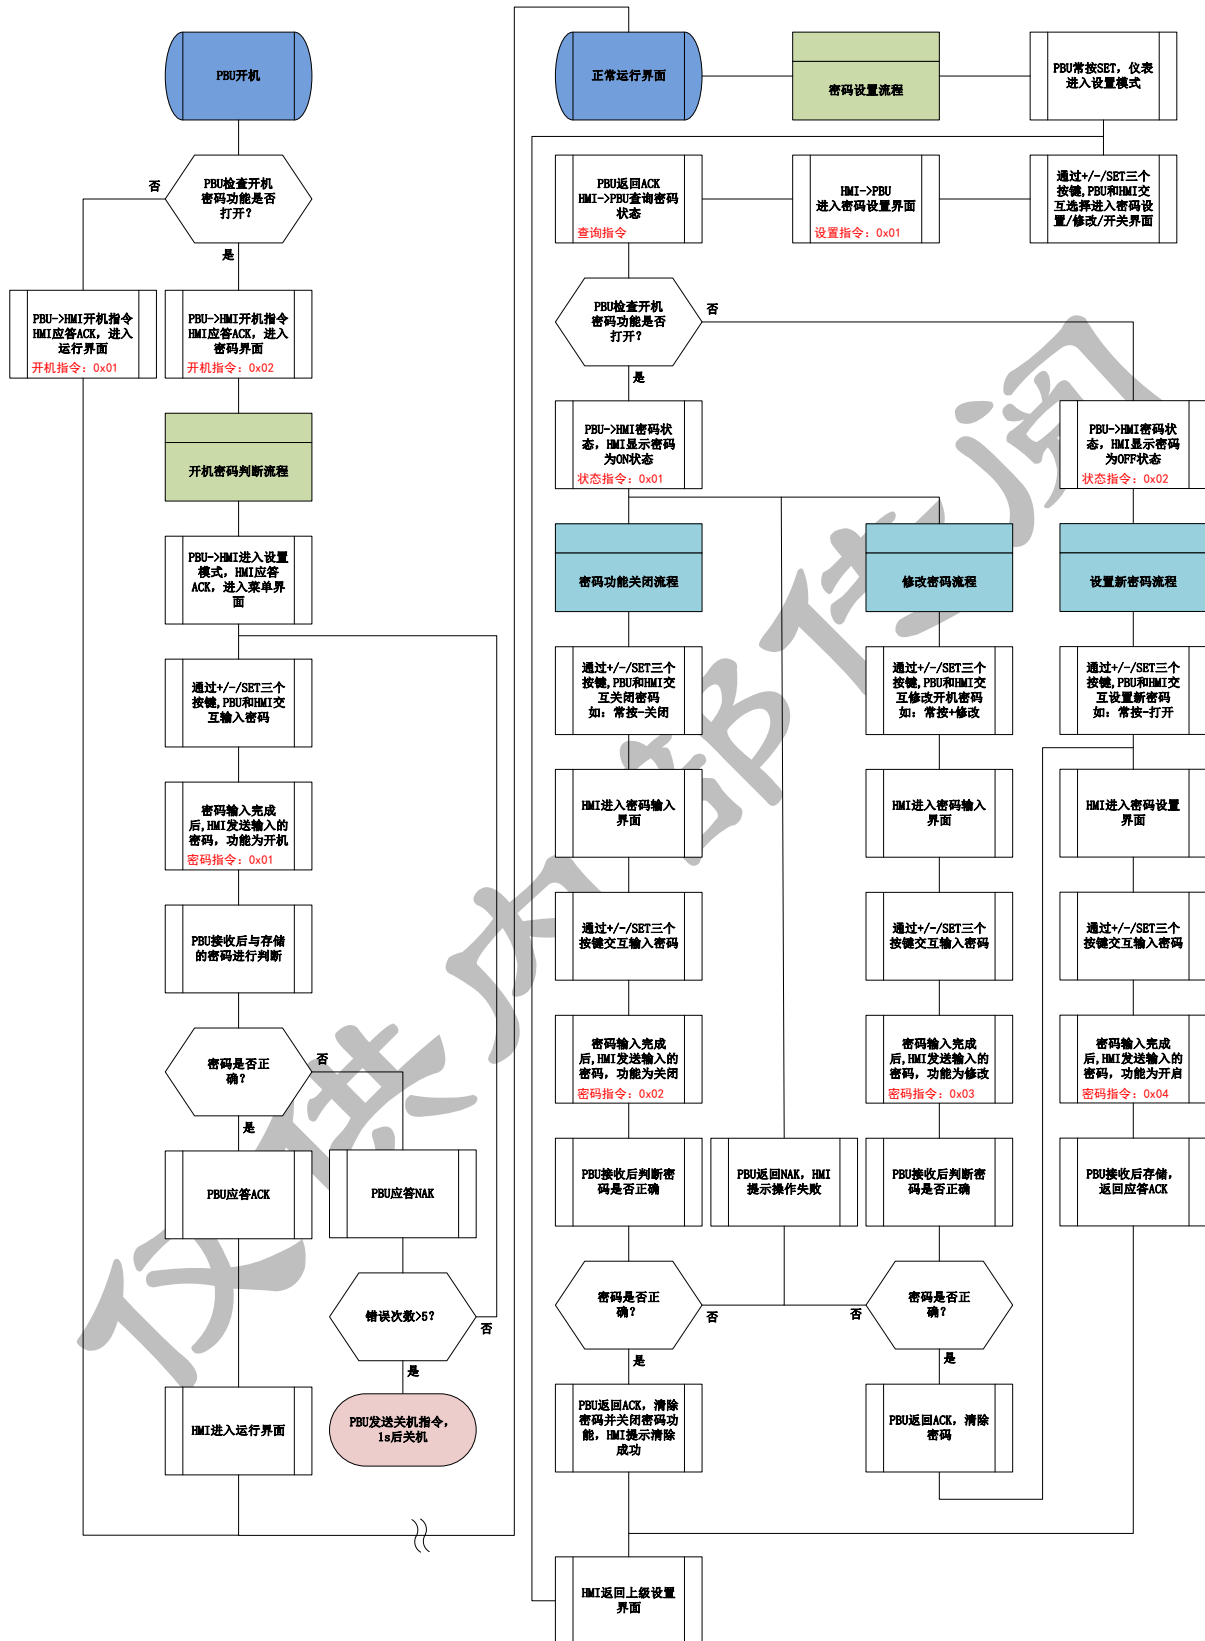 PBU开机
PBU检查开机
密码功能是否
打开?
否
是
PBU->HMI开机指令
HMI应答ACK, 进入
运行界面
开机指令: 0x01
PBU->HMI开机指令
HMI应答ACK, 进入
密码界面
开机指令: 0x02
开机密码判断流程
PBU->HMI进入设置
模式, HMI应答
ACK, 进入菜单界
面
通过+/-/SET三个
按键,PBU和HMI交
互输入密码
密码输入完成
后,HMI发送输入的
密码, 功能为开机
密码指令: 0x01
PBU接收后与存储
的密码进行判断
密码是否正
确?
否
是
PBU应答ACK
PBU应答NAK
错误次数>5?
否
是
HMI进入运行界面
PBU发送关机指令,
1s后关机
正常运行界面
密码设置流程
PBU常按SET, 仪表
进入设置模式
PBU返回ACK
HMI->PBU查询密码
状态
查询指令
HMI->PBU
进入密码设置界面
设置指令: 0x01
通过+/-/SET三个
按键, PBU和HMI交
互选择进入密码设
置/修改/开关界面
PBU检查开机
密码功能是否
打开?
否
是
PBU->HMI密码状
态, HMI显示密码
为ON状态
状态指令: 0x01
PBU->HMI密码状
态, HMI显示密码
为OFF状态
状态指令: 0x02
密码功能关闭流程
修改密码流程
设置新密码流程
通过+/-/SET三个
按键,PBU和HMI交
互关闭密码
如: 常按-关闭
通过+/-/SET三个
按键,PBU和HMI交
互修改开机密码
如: 常按+修改
通过+/-/SET三个
按键,PBU和HMI交
互设置新密码
如: 常按-打开
HMI进入密码输入
界面
HMI进入密码输入
界面
HMI进入密码设置
界面
通过+/-/SET三个
按键交互输入密码
通过+/-/SET三个
按键交互输入密码
通过+/-/SET三个
按键交互输入密码
密码输入完成
后,HMI发送输入的
密码, 功能为关闭
密码指令: 0x02
密码输入完成
后,HMI发送输入的
密码, 功能为修改
密码指令: 0x03
密码输入完成
后,HMI发送输入的
密码, 功能为开启
密码指令: 0x04
PBU接收后判断密
码是否正确
PBU返回NAK, HMI
提示操作失败
PBU接收后判断密
码是否正确
PBU接收后存储,
返回应答ACK
密码是否正
确?
否
是
密码是否正
确?
否
是
PBU返回ACK, 清除
密码并关闭密码功
能, HMI提示清除
成功
PBU返回ACK, 清除
密码
HMI返回上级设置
界面
仅供内部传阅